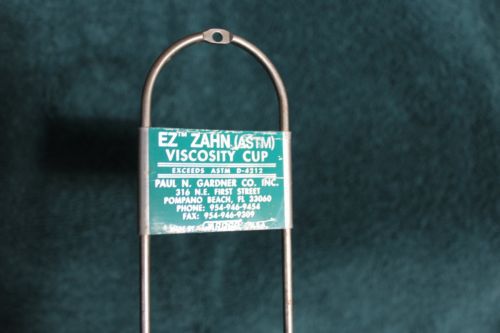 EZ™ ZAHN (ASTM)
VISCOSITY CUP
EXCEEDS ASTM D-4212
PAUL N. GARDNER CO. INC.
316 N.E. FIRST STREET
POMPANO BEACH, FL 33060
PHONE: 954-946-9454
FAX: 954-946-9309